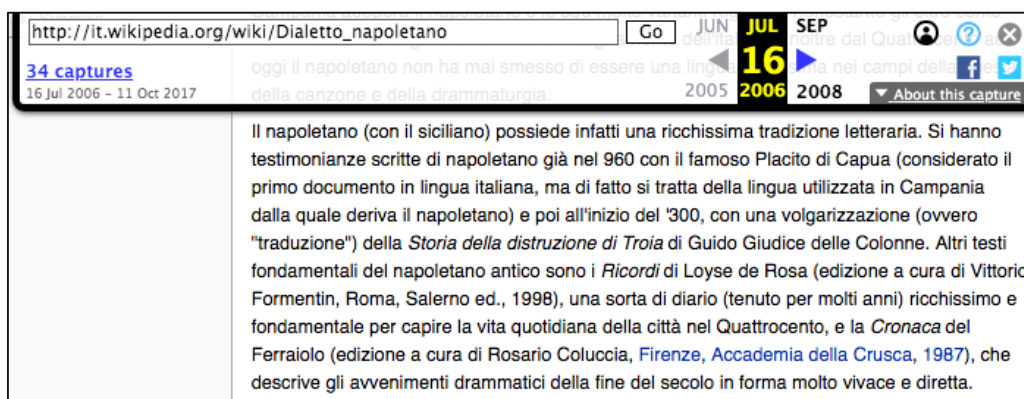 http://it.wikipedia.org/wiki/Dialetto_napoletano Go JUN JUL SEP
34 captures 16
16 Jul 2006 – 11 Oct 2017 2005 2006 2008 About this capture
oggi il napoletano non ha mai smesso di essere una nei campi
della canzone e della drammaturgia.
Il napoletano (con il siciliano) possiede infatti una ricchissima tradizione letteraria. Si hanno
testimonianze scritte di napoletano già nel 960 con il famoso Placito di Capua (considerato il
primo documento in lingua italiana, ma di fatto si tratta della lingua utilizzata in Campania
dalla quale deriva il napoletano) e poi all'inizio del '300, con una volgarizzazione (ovvero
"traduzione") della Storia della distruzione di Troia di Guido Giudice delle Colonne. Altri testi
fondamentali del napoletano antico sono i Ricordi di Loyse de Rosa (edizione a cura di Vittorio
Formentin, Roma, Salerno ed., 1998), una sorta di diario (tenuto per molti anni) ricchissimo e
fondamentale per capire la vita quotidiana della città nel Quattrocento, e la Cronaca del
Ferraiolo (edizione a cura di Rosario Coluccia, Firenze, Accademia della Crusca, 1987), che
descrive gli avvenimenti drammatici della fine del secolo in forma molto vivace e diretta.